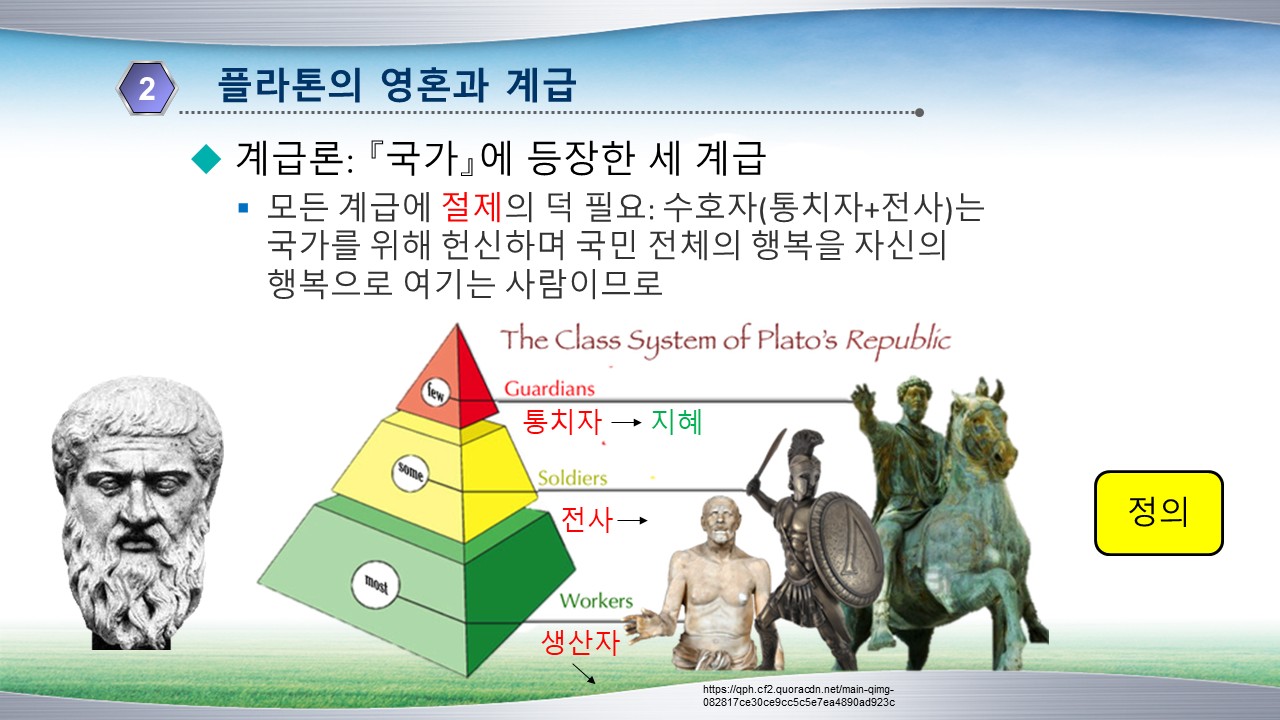 2
플라톤의 영혼과 계급
계급론: 『국가』에 등장한 세 계급
모든 계급에 절제의 덕 필요: 수호자(통치자+전사)는
국가를 위해 헌신하며 국민 전체의 행복을 자신의
행복으로 여기는 사람이므로
The Class System of Plato's Republic
few
Guardians
통치자
지혜
some
Soldiers
전사
정의
most
Workers
생산자
https://qph.cf2.quoracdn.net/main-qimg-
082817ce30ce9cc5c5e7ea4890ad923c